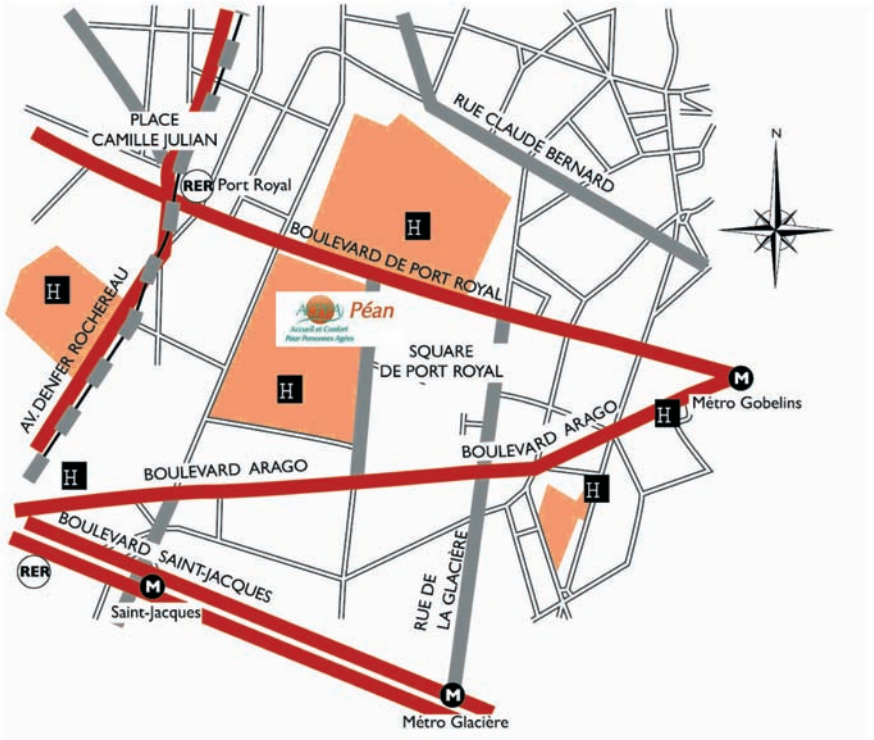 N
PLACE
CAMILLE JULIAN
RUE CLAUDE BERNARD
RER Port Royal
H
BOULEVARD DE PORT ROYAL
H
AV. DENFER ROCHEREAU
Péan
Accueil et Confort
Pour Personnes Agées
SQUARE
DE PORT ROYAL
M
Métro Gobelins
H
H
BOULEVARD ARAGO
BOULEVARD ARAGO
H
H
BOULEVARD SAINT-JACQUES
RER
M
Saint-Jacques
RUE DE
LA GLACIÈRE
M
Métro Glacière